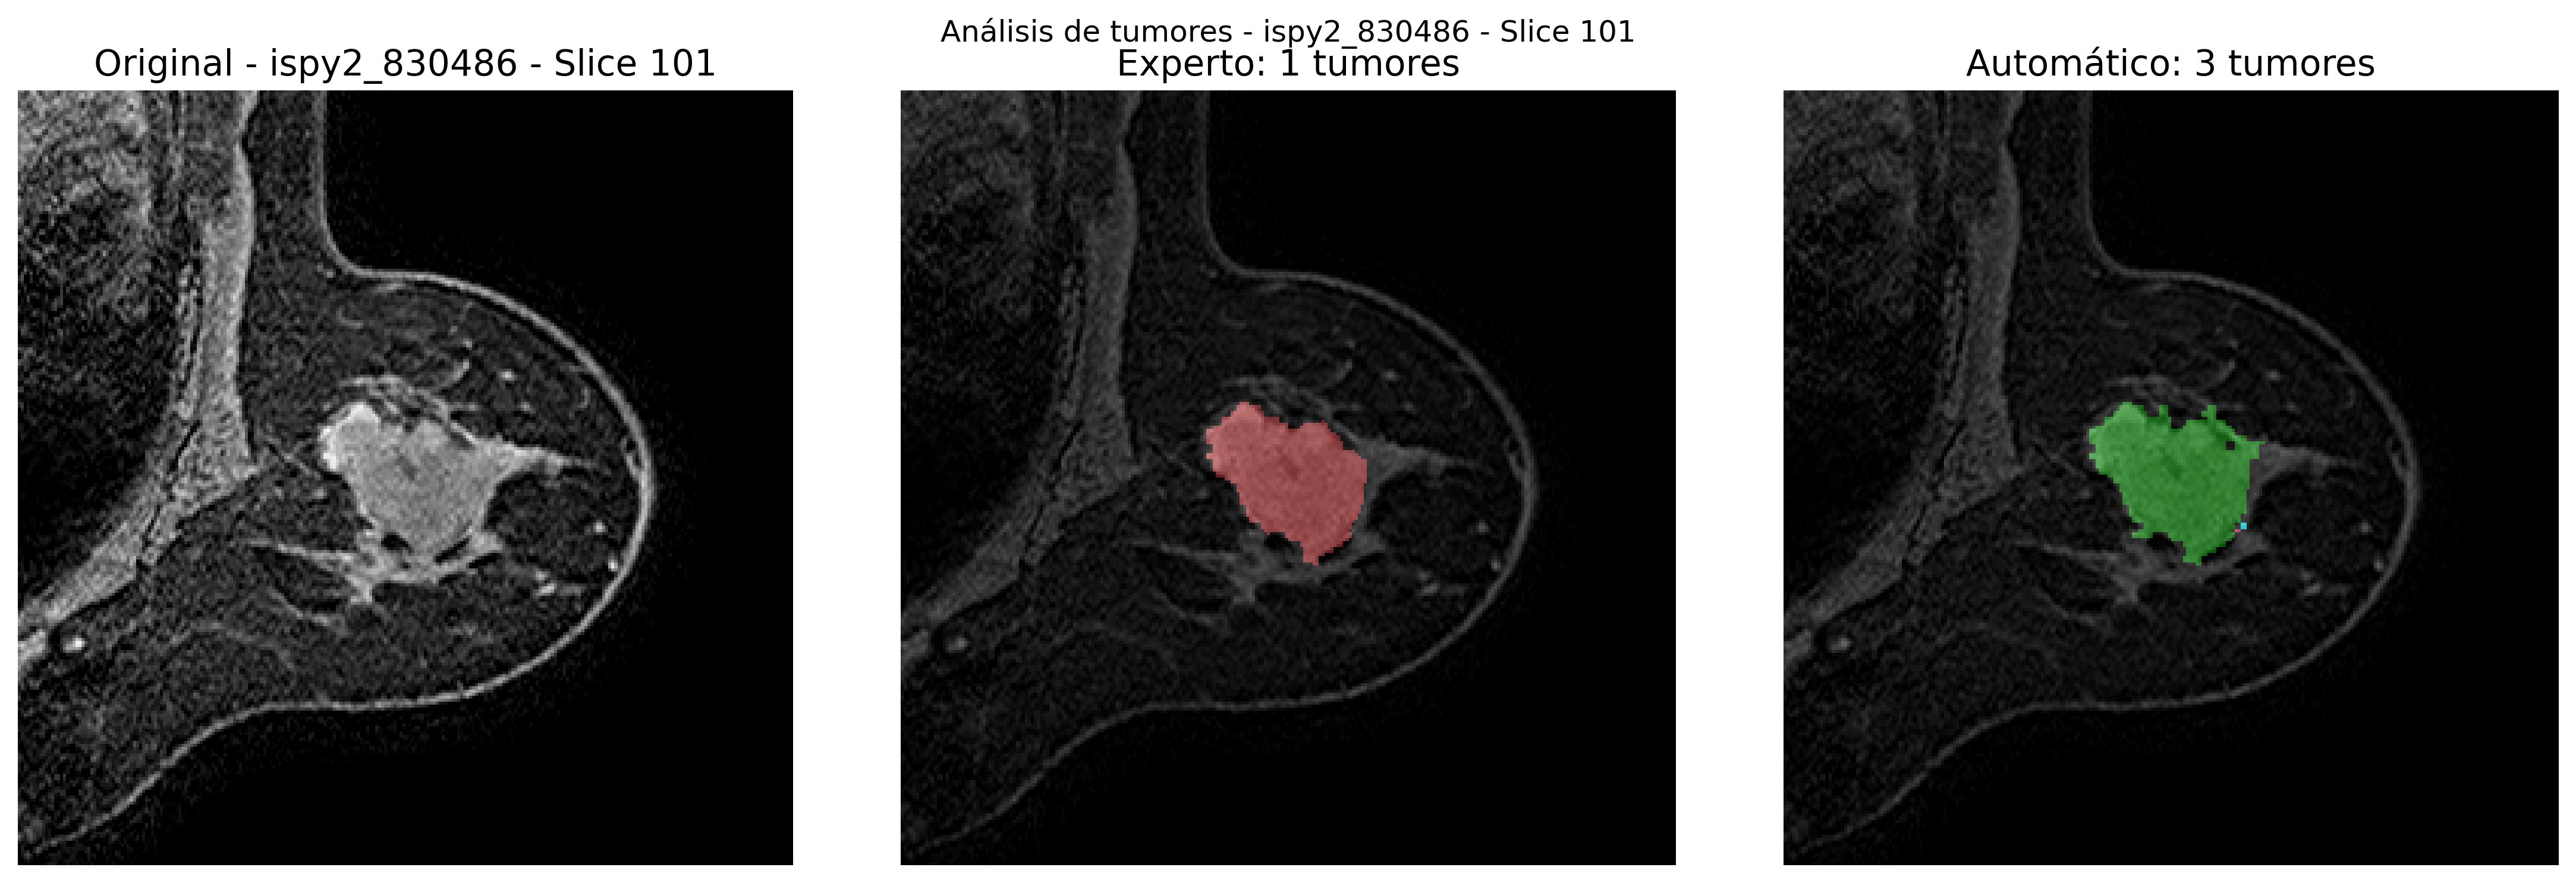 Análisis de tumores - ispy2_830486 - Slice 101
Original - ispy2_830486 - Slice 101
Experto: 1 tumores
Automático: 3 tumores